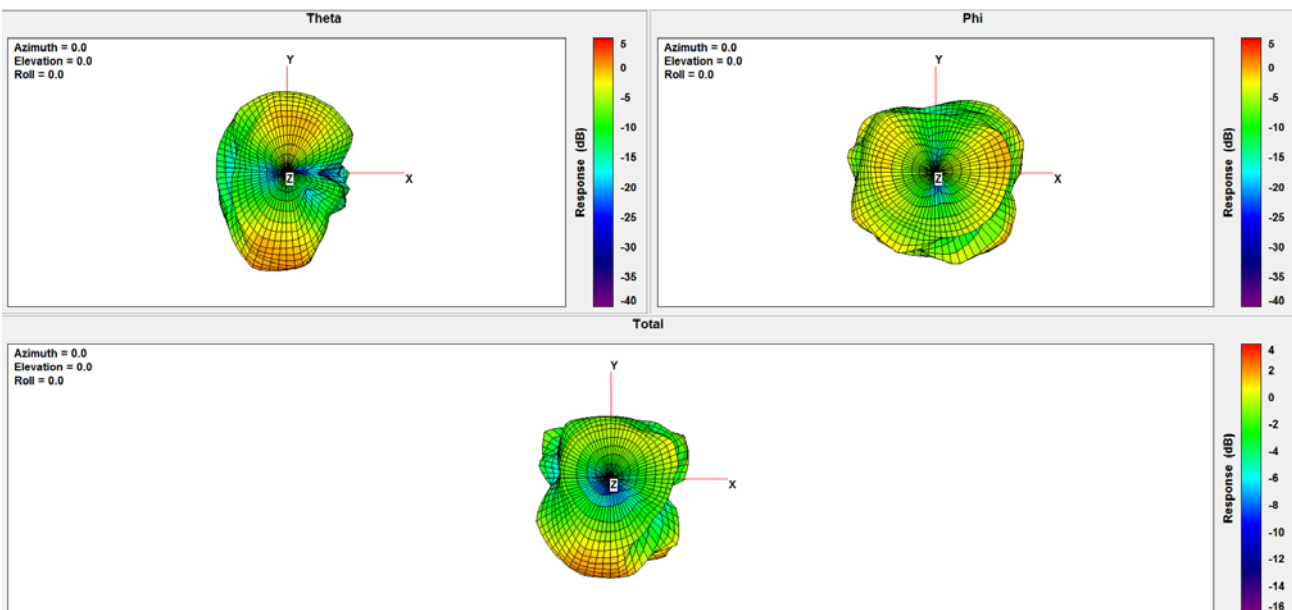 Theta
Azimuth = 0.0
Elevation = 0.0
Roll = 0.0
Y
X
Z
Response (dB)
5
0
-5
-10
-15
-20
-25
-30
-35
-40
Phi
Azimuth = 0.0
Elevation = 0.0
Roll = 0.0
Y
X
Z
Response (dB)
5
0
-5
-10
-15
-20
-25
-30
-35
-40
Total
Azimuth = 0.0
Elevation = 0.0
Roll = 0.0
Y
X
Z
Response (dB)
4
2
0
-2
-4
-6
-8
-10
-12
-14
-16